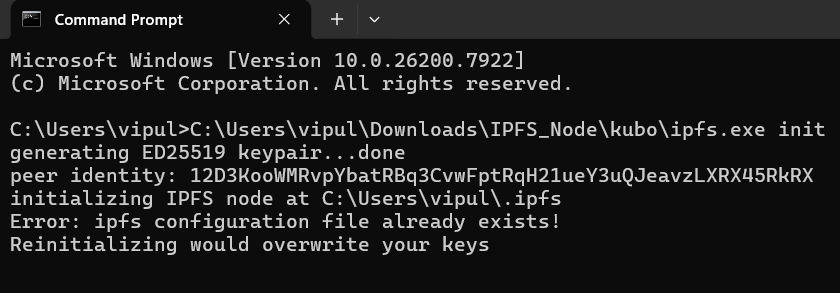 Command Prompt
Microsoft Windows [Version 10.0.26200.7922]
(c) Microsoft Corporation. All rights reserved.
C:\Users\vipul>C:\Users\vipul\Downloads\IPFS_Node\kubo\ipfs.exe init
generating ED25519 keypair...done
peer identity: 12D3KooWMRvpYbatRBq3CvwFptRqH21ueY3uQJeavzLXRX45RkRX
initializing IPFS node at C:\Users\vipul\.ipfs
Error: ipfs configuration file already exists!
Reinitializing would overwrite your keys